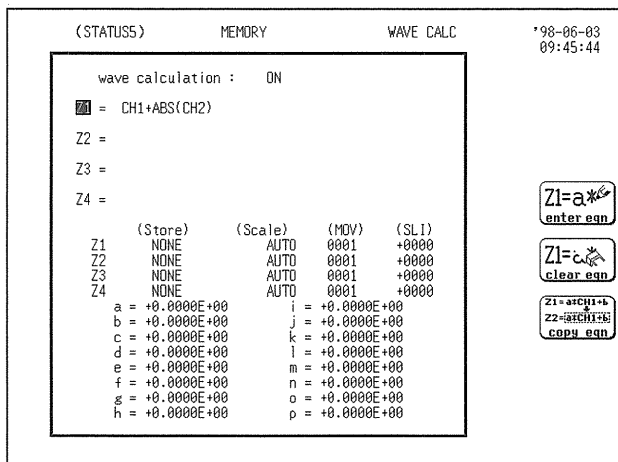 (STATUS5) MEMORY WAVE CALC '98-06-03
09:45:44
wave calculation : ON
Z1 = CH1+ABS(CH2)
Z2 =
Z3 =
Z4 =
(Store) (Scale) (MOV) (SLI)
Z1 NONE AUTO 0001 +0000
Z2 NONE AUTO 0001 +0000
Z3 NONE AUTO 0001 +0000
Z4 NONE AUTO 0001 +0000
a = +0.0000E+00 i = +0.0000E+00
b = +0.0000E+00 j = +0.0000E+00
c = +0.0000E+00 k = +0.0000E+00
d = +0.0000E+00 l = +0.0000E+00
e = +0.0000E+00 m = +0.0000E+00
f = +0.0000E+00 n = +0.0000E+00
g = +0.0000E+00 o = +0.0000E+00
h = +0.0000E+00 p = +0.0000E+00
Z1=a*
enter eqn
Z1=
clear eqn
Z1=a*CH1+b
Z2=a*CH1+b
copy eqn